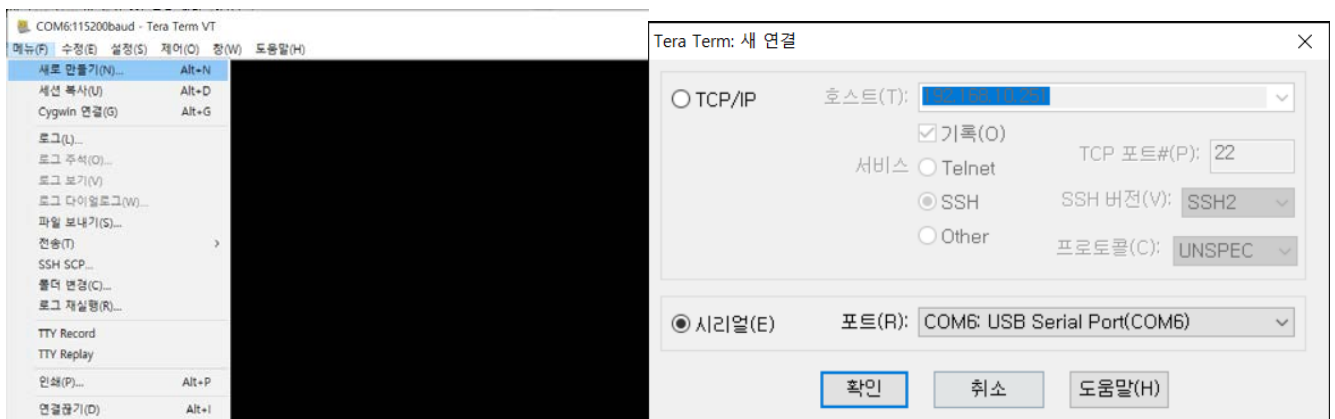 COM6:115200baud - Tera Term VT
메뉴(F) 수정(E) 설정(S) 제어(O) 창(W) 도움말(H)
새로 만들기(N)... Alt+N
세션 복사(U) Alt+D
Cygwin 연결(G) Alt+G
로그(L)...
로그 주석(O)...
로그 보기(V)
로그 다이얼로그(W)...
파일 보내기(S)...
전송(T)
SSH SCP...
폴더 변경(C)...
로그 재실행(R)...
TTY Record
TTY Replay
인쇄(P)... Alt+P
연결끊기(D) Alt+I
Tera Term: 새 연결
TCP/IP 호스트(T): 192.168.10.251
기록(O)
서비스 Telnet TCP 포트#(P): 22
SSH SSH 버전(V): SSH2
Other 프로토콜(C): UNSPEC
시리얼(E) 포트(R): COM6: USB Serial Port(COM6)
확인 취소 도움말(H)